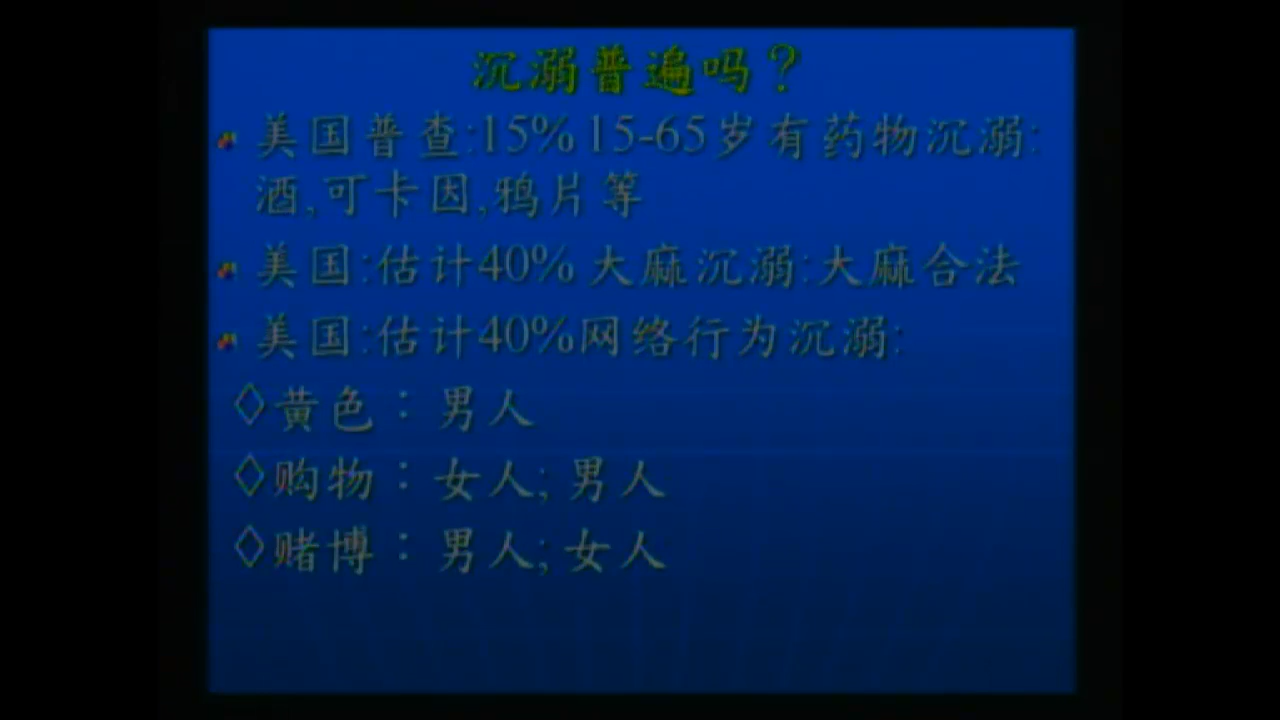 沉溺普遍吗？
美国普查:15% 15-65岁有药物沉溺:
酒,可卡因,鸦片等
美国:估计40% 大麻沉溺:大麻合法
美国:估计40%网络行为沉溺:
◇黄色：男人
◇购物：女人; 男人
◇赌博：男人; 女人